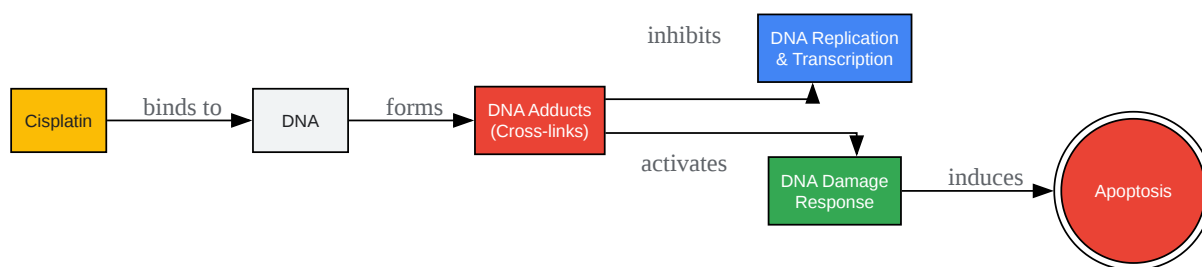 Cisplatin
binds to
DNA
forms
DNA Adducts
(Cross-links)
inhibits
DNA Replication
& Transcription
activates
DNA Damage
Response
induces
Apoptosis